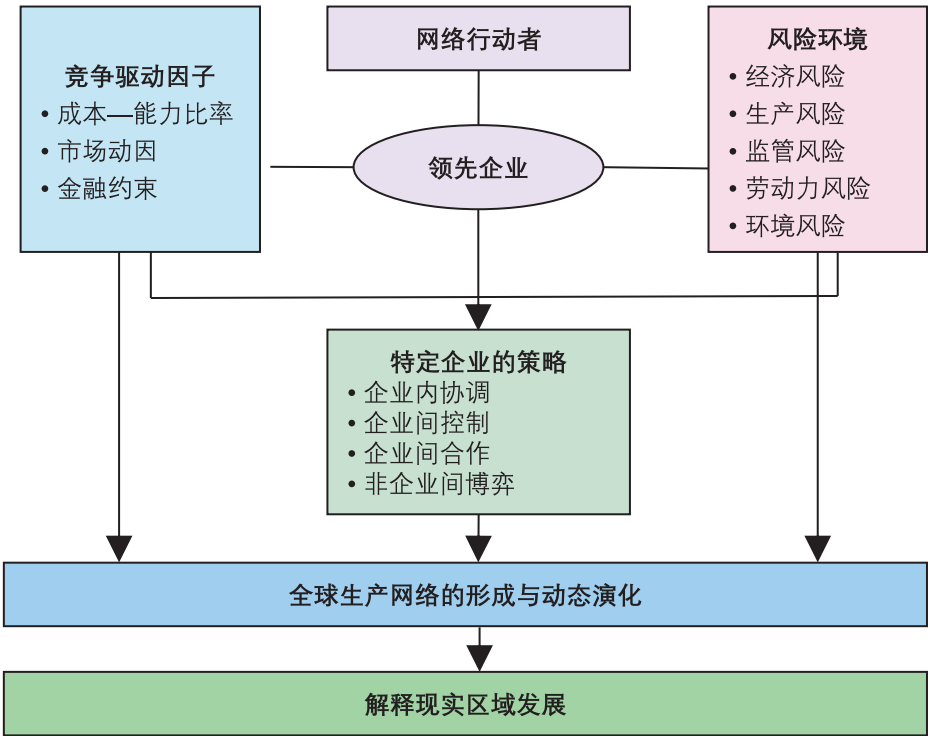 竞争驱动因子
• 成本—能力比率
• 市场动因
• 金融约束
网络行动者
领先企业
风险环境
• 经济风险
• 生产风险
• 监管风险
• 劳动力风险
• 环境风险
特定企业的策略
• 企业内协调
• 企业间控制
• 企业间合作
• 非企业间博弈
全球生产网络的形成与动态演化
解释现实区域发展